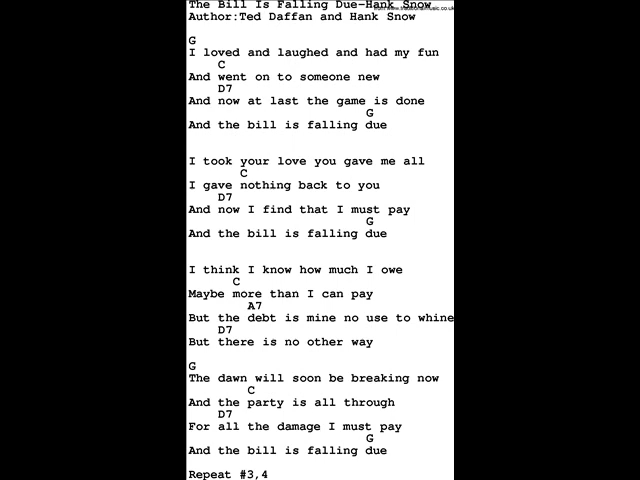 The Bill Is Falling Due-Hank Snow
from www.traditionalmusic.co.uk
Author:Ted Daffan and Hank Snow
G
I loved and laughed and had my fun
C
And went on to someone new
D7
And now at last the game is done
G
And the bill is falling due
I took your love you gave me all
C
I gave nothing back to you
D7
And now I find that I must pay
G
And the bill is falling due
I think I know how much I owe
C
Maybe more than I can pay
A7
But the debt is mine no use to whine
D7
But there is no other way
G
The dawn will soon be breaking now
C
And the party is all through
D7
For all the damage I must pay
G
And the bill is falling due
Repeat #3,4